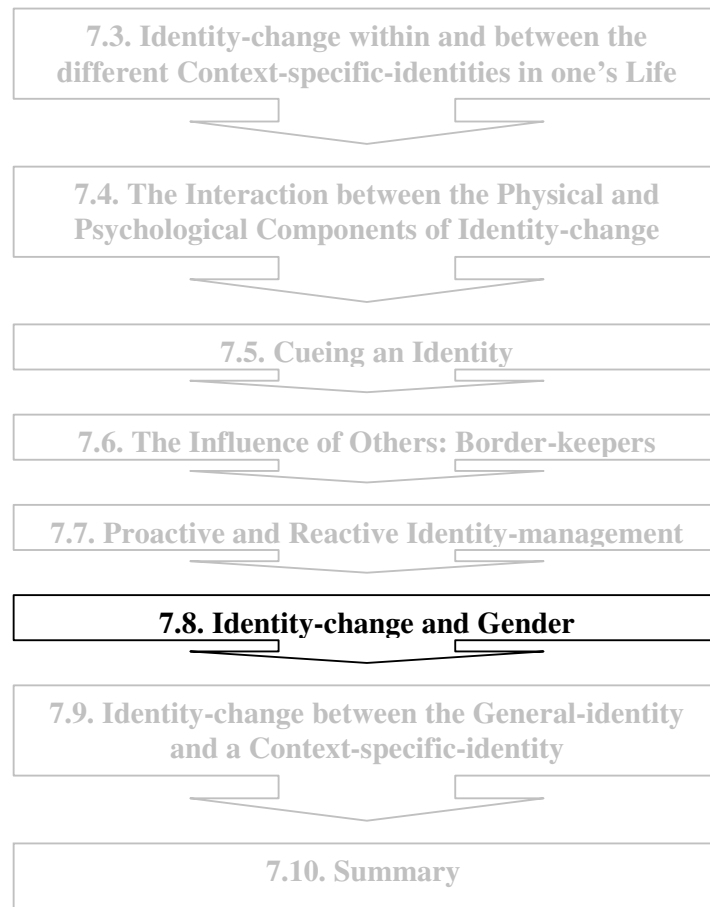 7.3. Identity-change within and between the
different Context-specific-identities in one’s Life
7.4. The Interaction between the Physical and
Psychological Components of Identity-change
7.5. Cueing an Identity
7.6. The Influence of Others: Border-keepers
7.7. Proactive and Reactive Identity-management
7.8. Identity-change and Gender
7.9. Identity-change between the General-identity
and a Context-specific-identity
7.10. Summary